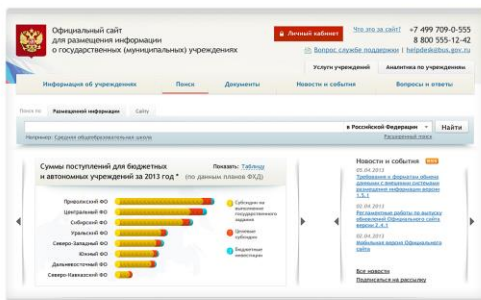 Официальный сайт
для размещения информации
о государственных (муниципальных) учреждениях
Личный кабинет
Что это за сайт?
+7 499 709-0-555
8 800 555-12-42
Вопрос службе поддержки | helpdesk@bus.gov.ru
Услуги учреждений
Аналитика по учреждениям
Информация об учреждениях
Поиск
Документы
Новости и события
Вопросы и ответы
Поиск по
Размещенной информации
Сайту
в Российской Федерации
Найти
Например: Средняя общеобразовательная школа
Расширенный поиск
Суммы поступлений для бюджетных
и автономных учреждений за 2013 год * (по данным планов ФХД)
Показать: Таблицу
Приволжский ФО
Центральный ФО
Сибирский ФО
Уральский ФО
Северо-Западный ФО
Южный ФО
Дальневосточный ФО
Северо-Кавказский ФО
Субсидии на
выполнение
государственного
задания
Целевые
субсидии
Бюджетные
инвестиции
Новости и события
05.04.2013
Требования к форматам обмена
данными с внешними системами
размещения информации версии
1.5.1
02.04.2013
Регламентные работы по выпуску
обновлений Официального сайта
версии 2.4.1
02.04.2013
Мобильная версия Официального
сайта
Все новости
Подписаться на рассылку